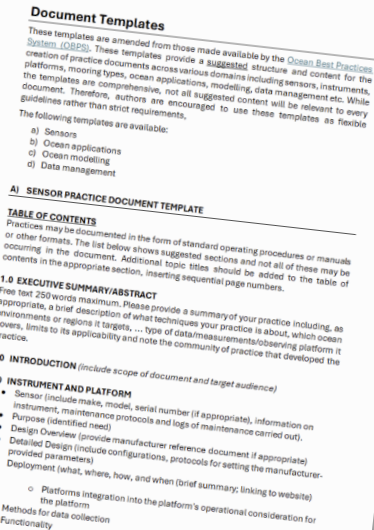 Document Templates
These templates are amended from those made available by the Ocean Best Practices
System (OBPS). These templates provide a suggested structure and content for the
creation of practice documents across various domains including sensors, instruments,
platforms, mooring types, ocean applications, modelling, data management etc. While
the templates are comprehensive, not all suggested content will be relevant to every
document. Therefore, authors are encouraged to use these templates as flexible
guidelines rather than strict requirements,
The following templates are available:
a) Sensors
b) Ocean applications
c) Ocean modelling
d) Data management
A) SENSOR PRACTICE DOCUMENT TEMPLATE
TABLE OF CONTENTS
Practices may be documented in the form of standard operating procedures or manuals
or other formats. The list below shows suggested sections and not all of these may be
occurring in the document. Additional topic titles should be added to the table of
contents in the appropriate section, inserting sequential page numbers.
1.0 EXECUTIVE SUMMARY/ABSTRACT
Free text 250 words maximum. Please provide a summary of your practice including, as
appropriate, a brief description of what techniques your practice is about, which ocean
nvironments or regions it targets, ... type of data/measurements/observing platform it
overs, limits to its applicability and note the community of practice that developed the
ractice.
0 INTRODUCTION (include scope of document and target audience)
INSTRUMENT AND PLATFORM
• Sensor (include make, model, serial number (if appropriate), information on
instrument, maintenance protocols and logs of maintenance carried out).
• Purpose (identified need)
Design Overview (provide manufacturer reference document if appropriate)
Detailed Design (include configurations, protocols for setting the manufacturer-
provided parameters)
Deployment (what, where, how, and when (brief summary; linking to website)
o Platforms integration into the platform's operational consideration for
the platform
Methods for data collection
Functionality